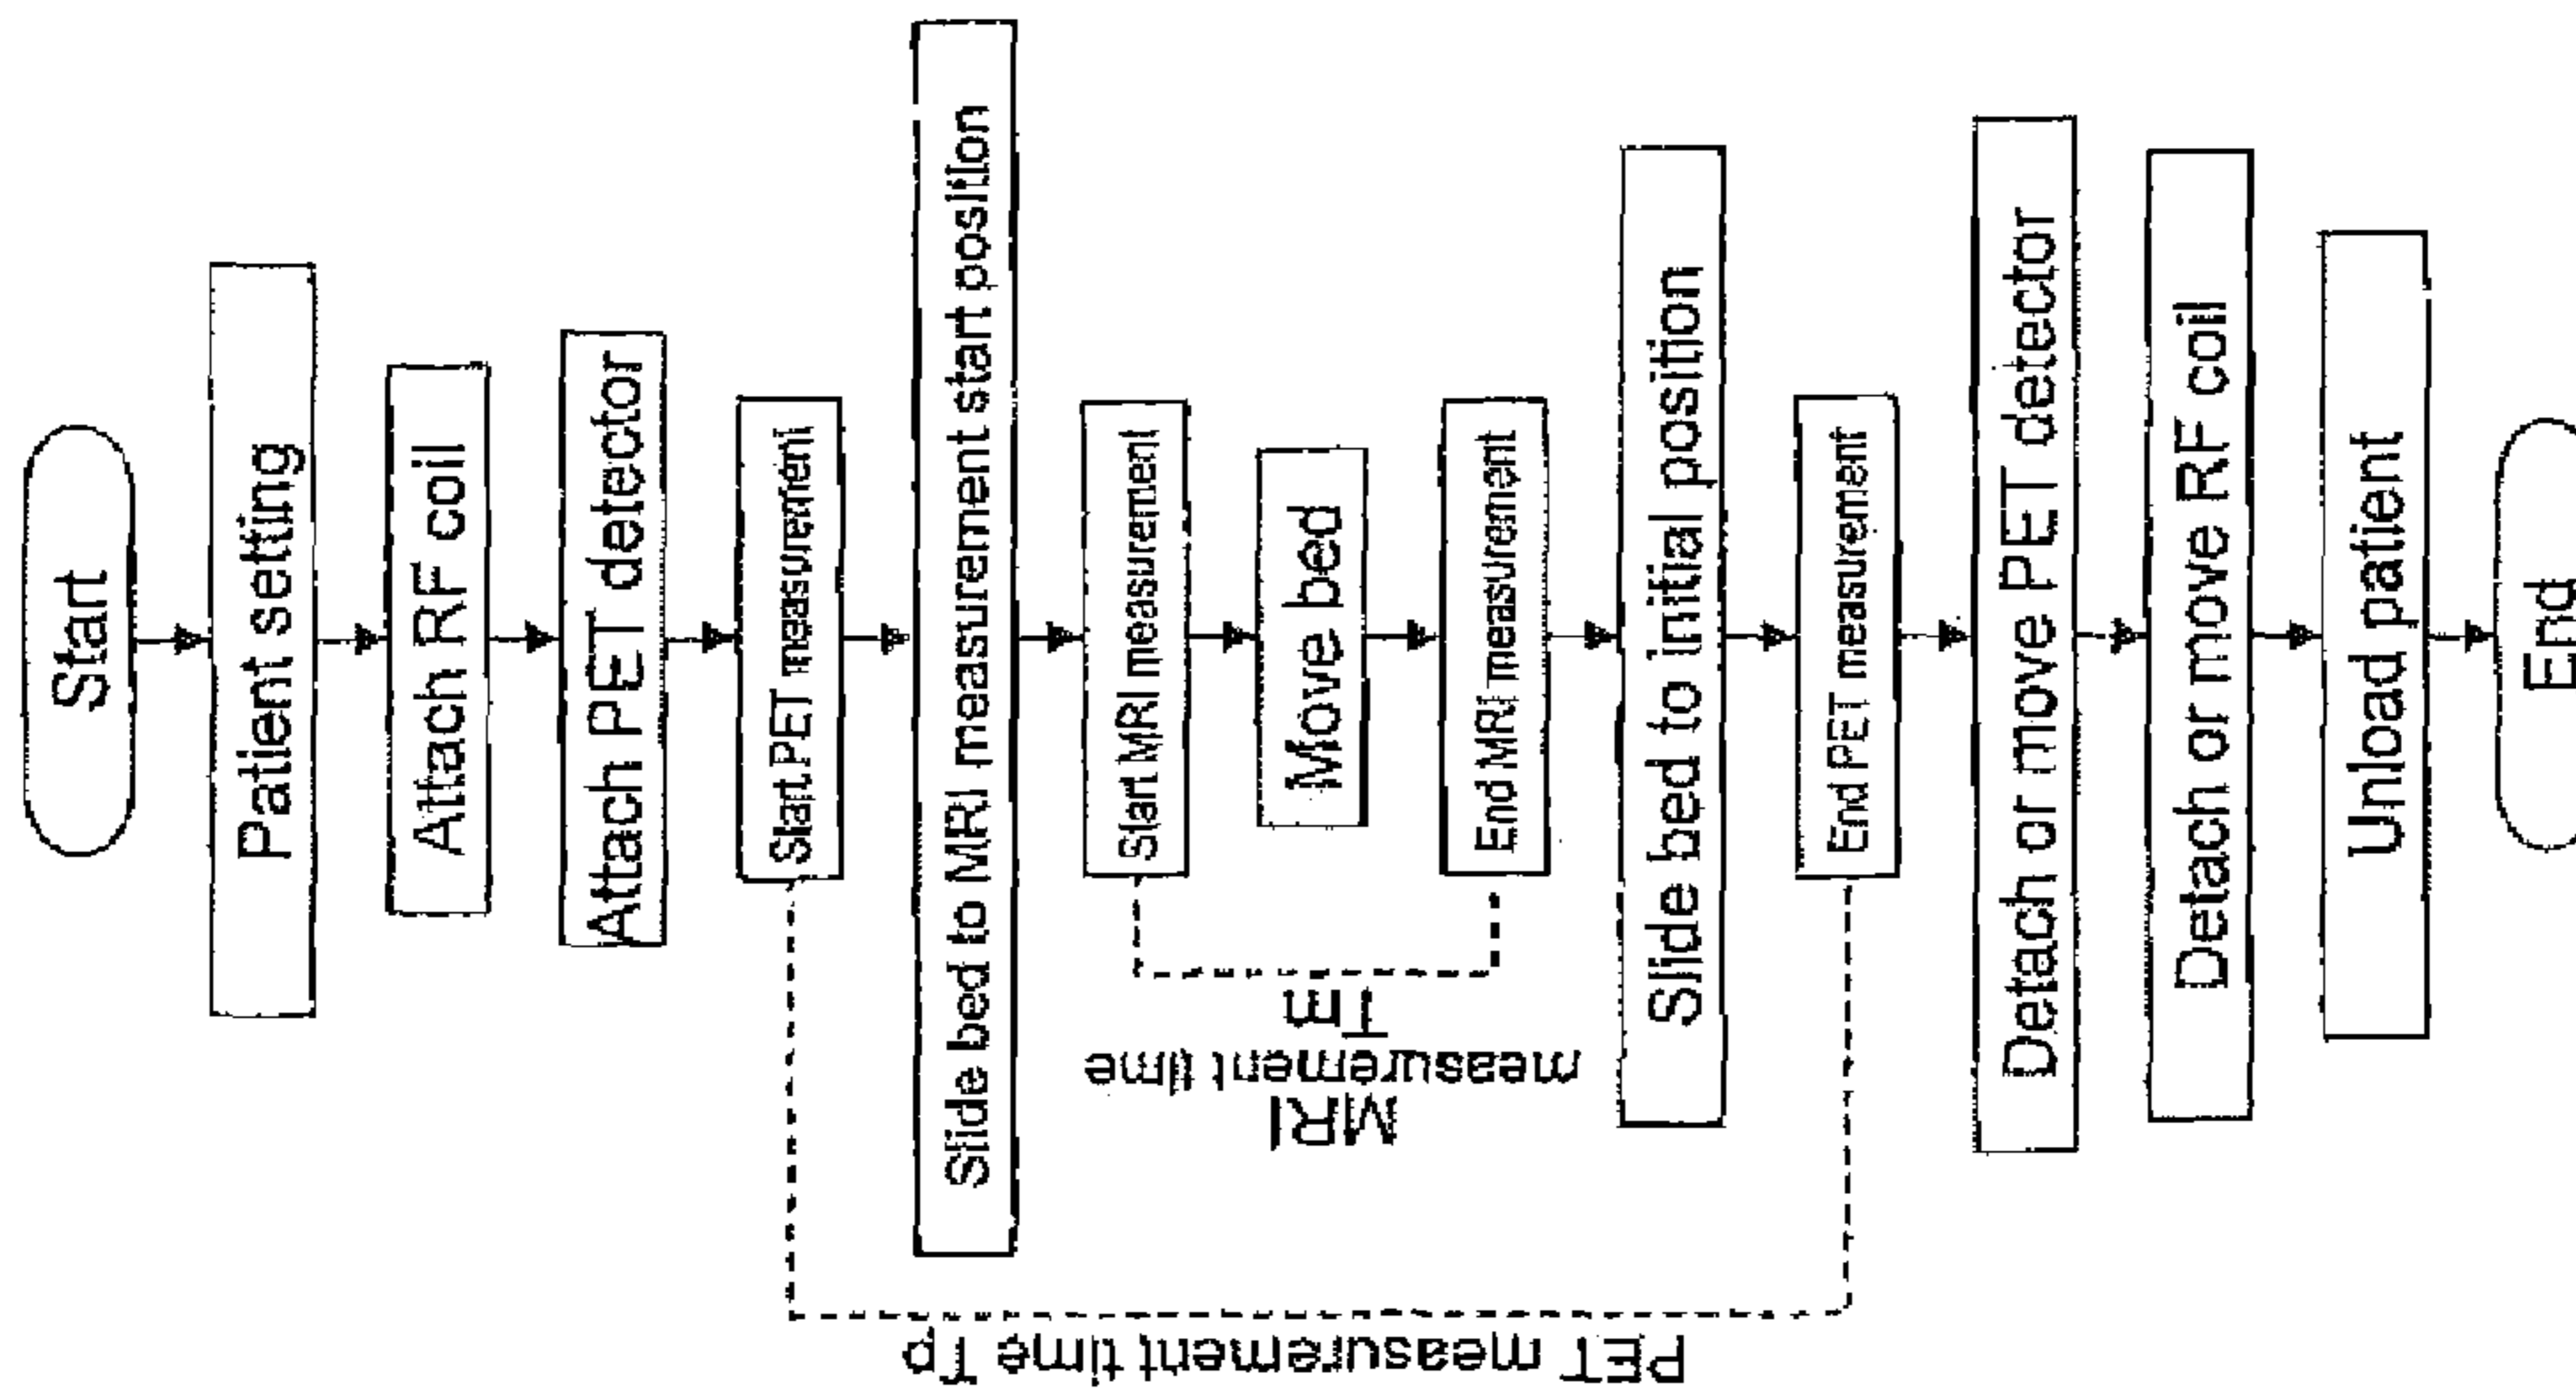 Start
Patient setting
Attach RF coil
Attach PET detector
Start PET measurement
Slide bed to MRI measurement start position
Start MRI measurement
Move bed
End MRI measurement
Slide bed to initial position
End PET measurement
Detach or move PET detector
Detach or move RF coil
Unload patient
End
MRI
measurement time
Tm
PET measurement time Tp